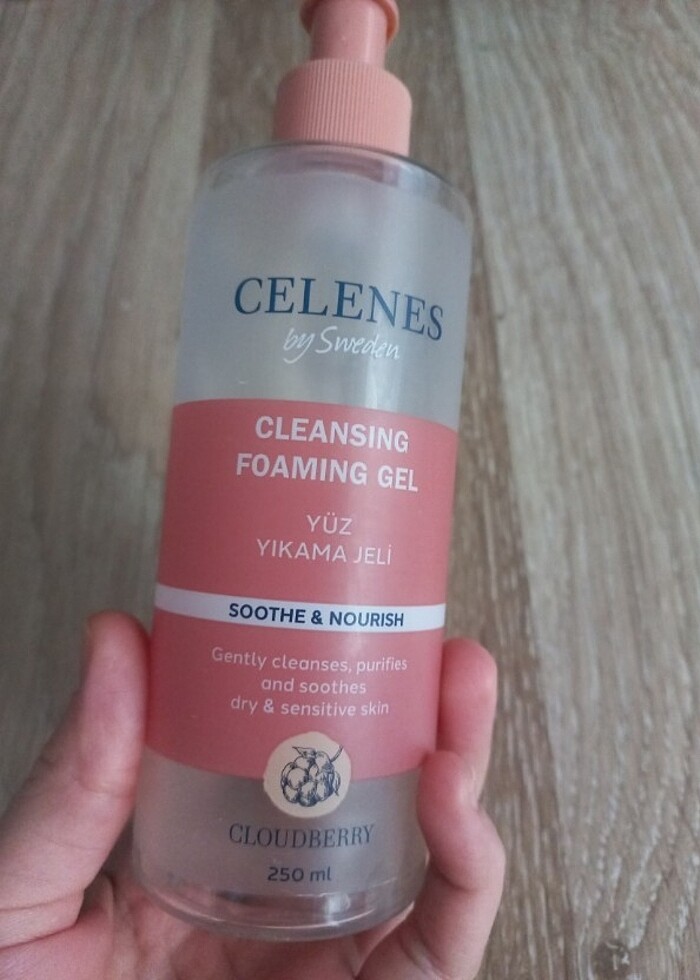 CELENES
by Sweden
CLEANSING
FOAMING GEL
YÜZ
YIKAMA JELİ
SOOTHE & NOURISH
Gently cleanses, purifies
and soothes
dry & sensitive skin
CLOUDBERRY
250 ml